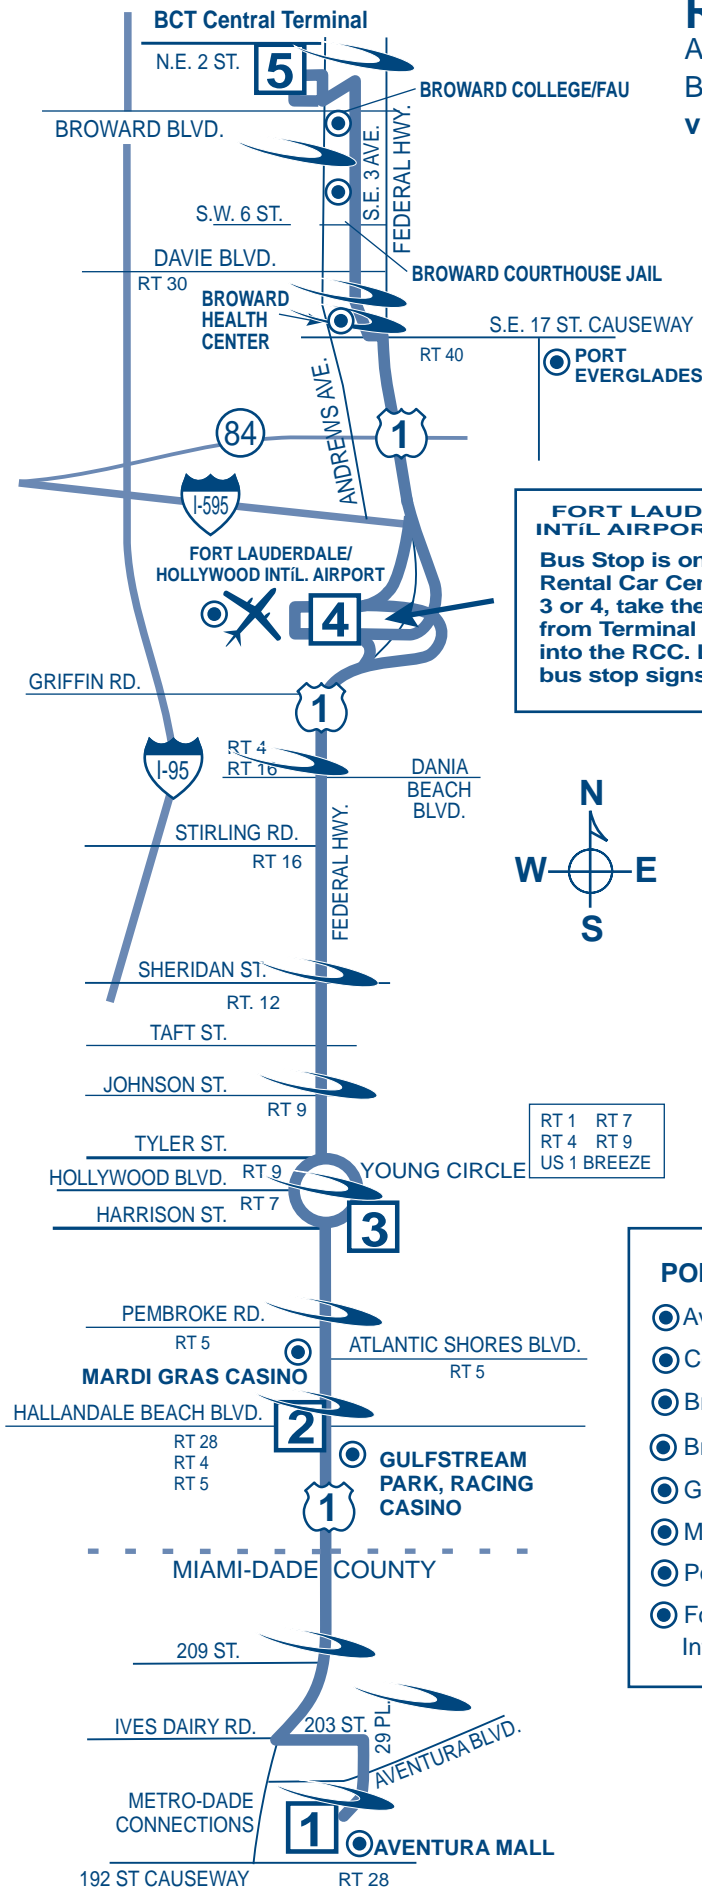 BCT Central Terminal
N.E. 2 ST.
5
BROWARD COLLEGE/FAU
BROWARD BLVD.
S.E. 3 AVE.
FEDERAL HWY.
S.W. 6 ST.
DAVIE BLVD.
RT 30
BROWARD COURTHOUSE JAIL
BROWARD
HEALTH
CENTER
S.E. 17 ST. CAUSEWAY
RT 40
PORT
EVERGLADES
ANDREWS AVE.
84
1
I-595
FORT LAUD
INTíL AIRPOR
Bus Stop is on
Rental Car Cen
3 or 4, take the
from Terminal
into the RCC. L
bus stop signs
FORT LAUDERDALE/
HOLLYWOOD INTíL. AIRPORT
4
GRIFFIN RD.
1
I-95
RT 4
RT 16
DANIA
BEACH
BLVD.
N
W E
S
STIRLING RD.
RT 16
FEDERAL HWY.
SHERIDAN ST.
RT. 12
TAFT ST.
JOHNSON ST.
RT 9
RT 1 RT 7
RT 4 RT 9
US 1 BREEZE
TYLER ST.
HOLLYWOOD BLVD.
RT 9
YOUNG CIRCLE
RT 7
HARRISON ST.
3
PEMBROKE RD.
RT 5
ATLANTIC SHORES BLVD.
RT 5
MARDI GRAS CASINO
HALLANDALE BEACH BLVD.
2
RT 28
RT 4
RT 5
GULFSTREAM
PARK, RACING
CASINO
1
MIAMI-DADE COUNTY
209 ST.
IVES DAIRY RD.
203 ST.
29 PL.
AVENTURA BLVD.
METRO-DADE
CONNECTIONS
1
AVENTURA MALL
192 ST CAUSEWAY
RT 28